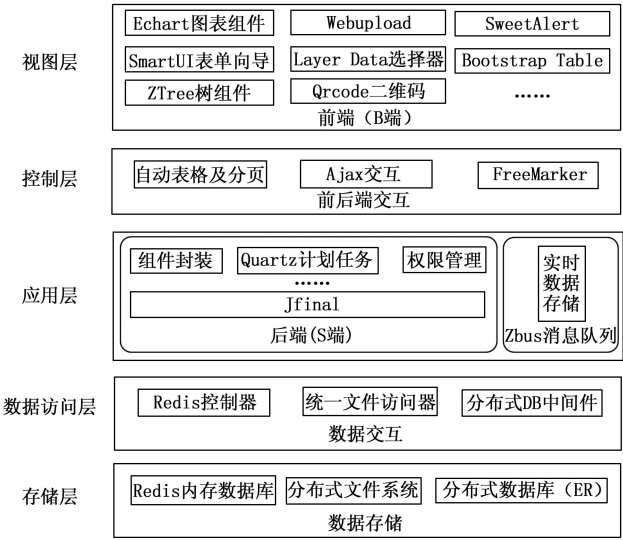 Echart图表组件 Webupload SweetAlert
视图层 SmartUI表单向导 Layer Data选择器 Bootstrap Table
ZTree树组件 Qrcode二维码 ……
前端（B端）
控制层 自动表格及分页 Ajax交互 FreeMarker
前后端交互
组件封装 Quartz计划任务 权限管理 实时
…… 数据
应用层 Jfinal 存储
后端(S端) Zbus消息队列
数据访问层 Redis控制器 统一文件访问器 分布式DB中间件
数据交互
存储层 Redis内存数据库 分布式文件系统 分布式数据库（ER）
数据存储